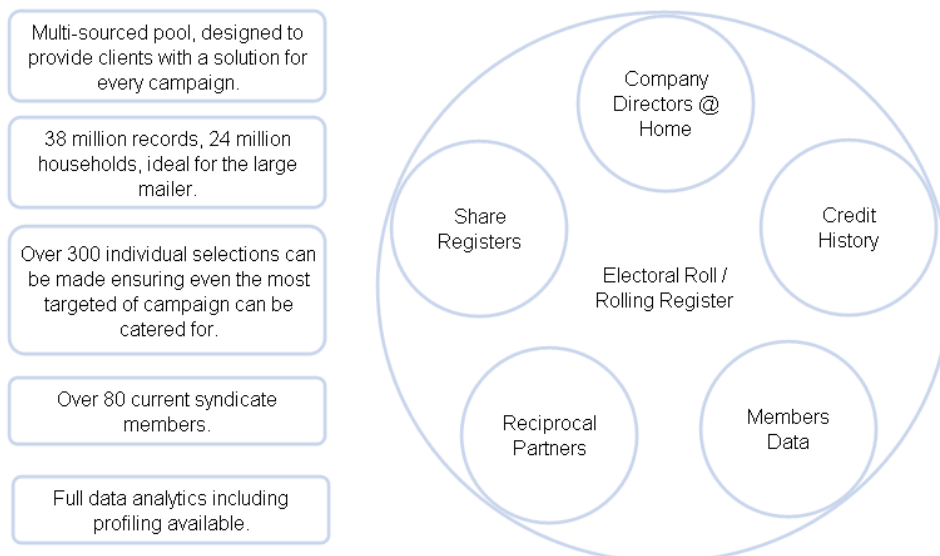 Multi-sourced pool, designed to
provide clients with a solution for
every campaign.
38 million records, 24 million
households, ideal for the large
mailer.
Over 300 individual selections can
be made ensuring even the most
targeted of campaign can be
catered for.
Over 80 current syndicate
members.
Full data analytics including
profiling available.
Company
Directors @
Home
Share
Registers
Credit
History
Electoral Roll /
Rolling Register
Reciprocal
Partners
Members
Data